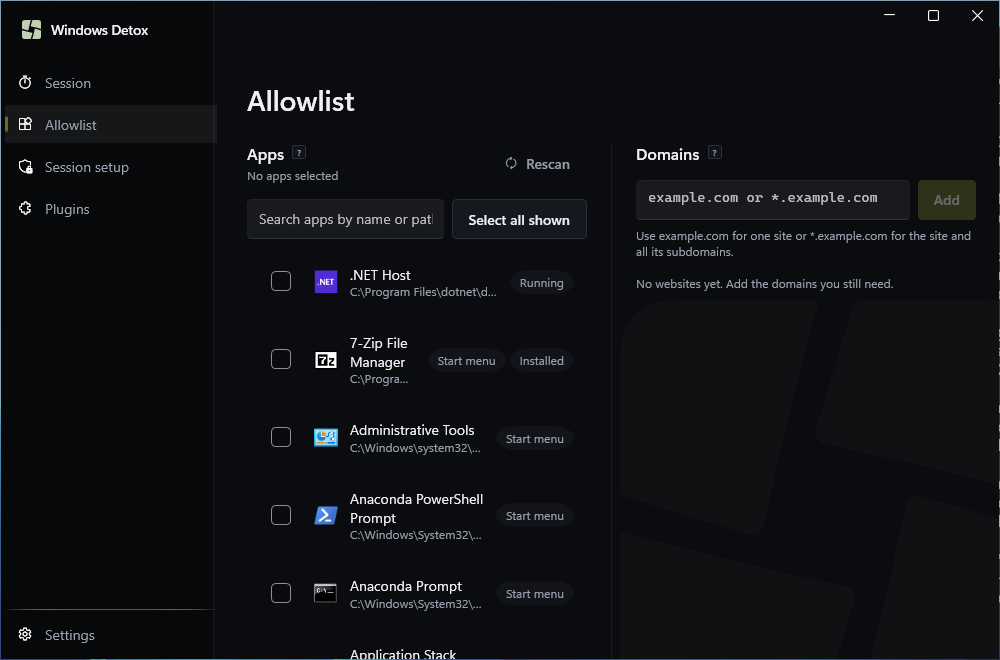 Windows Detox
Session
Allowlist
Session setup
Plugins
Settings
Allowlist
Apps ?
No apps selected
Rescan
Search apps by name or pat
Select all shown
.NET
.NET Host
C:\Program Files\dotnet\d...
Running
7z
7-Zip File
Manager
C:\Progra...
Start menu
Installed
Administrative Tools
C:\Windows\system32\...
Start menu
Anaconda PowerShell
Prompt
C:\Windows\System32\...
Start menu
Anaconda Prompt
C:\Windows\System32\...
Start menu
Application Stack
Domains ?
example.com or *.example.com
Add
Use example.com for one site or *.example.com for the site and
all its subdomains.
No websites yet. Add the domains you still need.